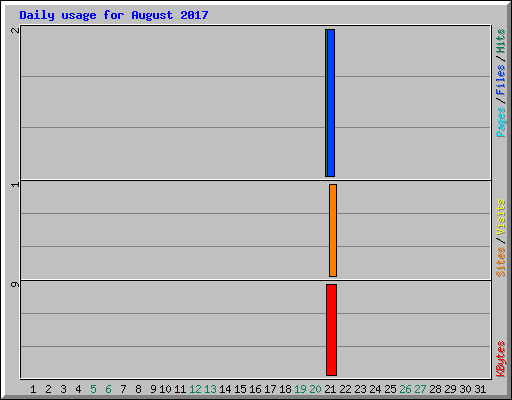 Daily usage for August 2017
2
Pages/Files/Hits
1
Sites/Visits
9
KBytes
1 2 3 4 5 6 7 8 9 10 11 12 13 14 15 16 17 18 19 20 21 22 23 24 25 26 27 28 29 30 31